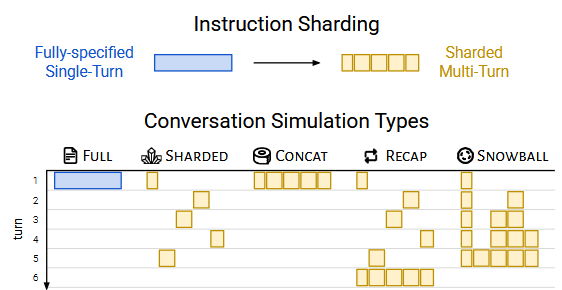 Instruction Sharding
Fully-specified
Single-Turn
Sharded
Multi-Turn
Conversation Simulation Types
FULL
SHARDED
CONCAT
RECAP
SNOWBALL
turn
1
2
3
4
5
6